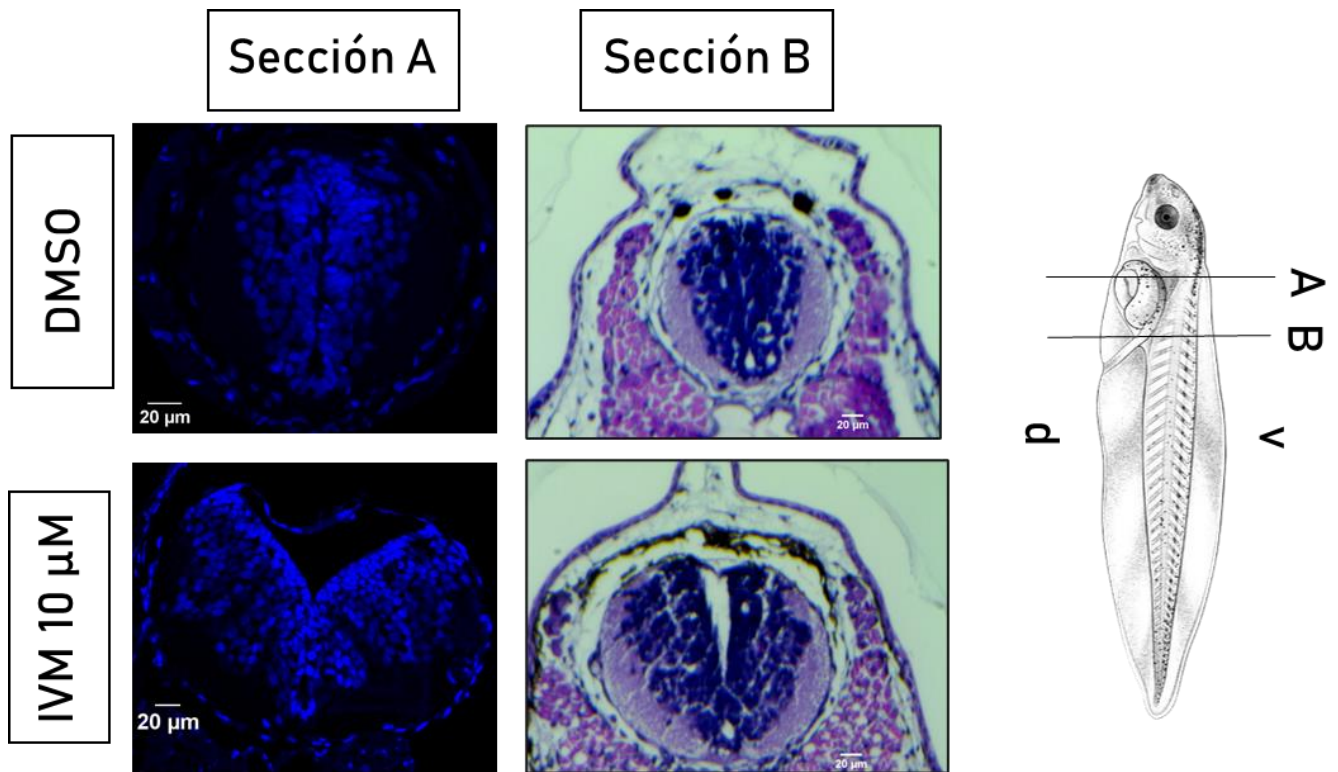 Sección A
Sección B
DMSO
20 µm
20 µm
IVM 10 µM
20 µm
20 µm
A
B
d
v